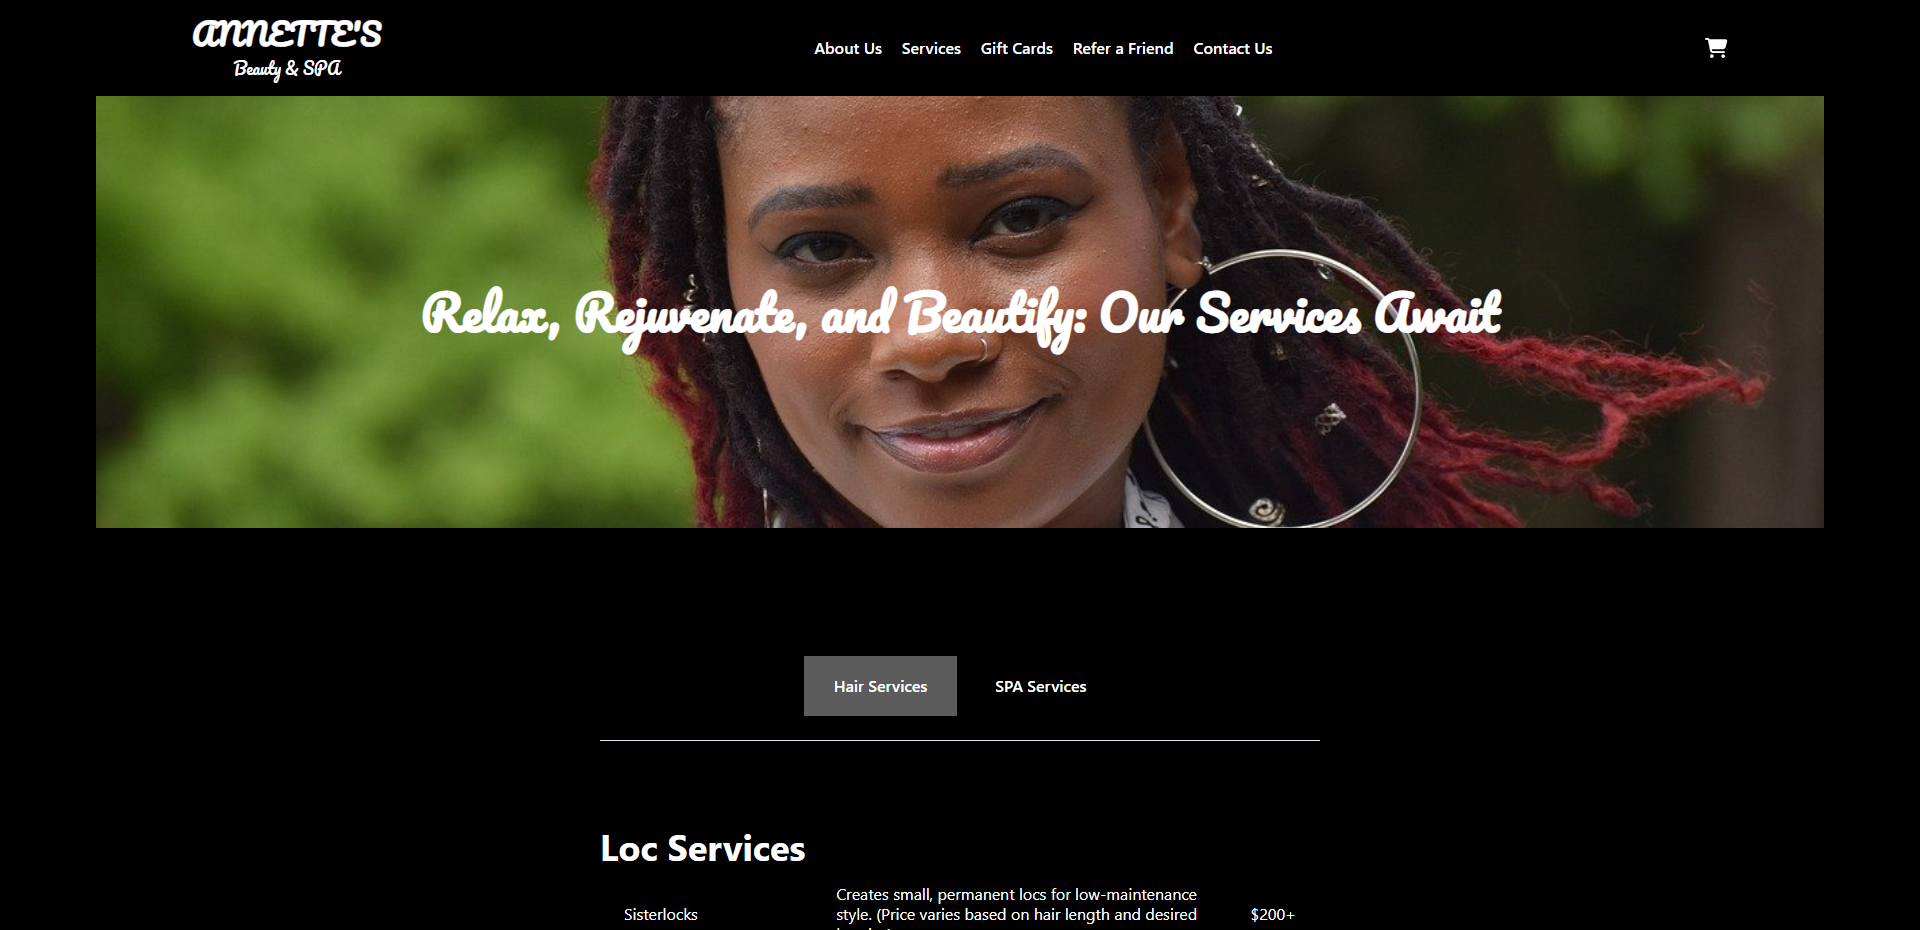 ANNETTE'S
Beauty & SPA
About Us Services Gift Cards Refer a Friend Contact Us
Relax, Rejuvenate, and Beautify: Our Services Await
Hair Services SPA Services
Loc Services
Creates small, permanent locs for low-maintenance
Sisterlocks style. (Price varies based on hair length and desired $200+